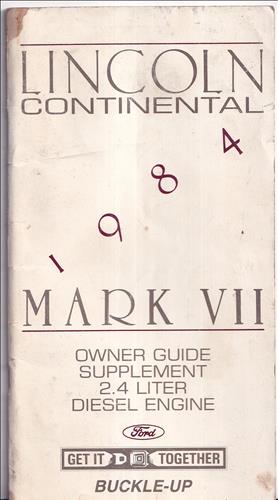 LINCOLN
CONTINENTAL
1984
MARK VII
OWNER GUIDE
SUPPLEMENT
2.4 LITER
DIESEL ENGINE
Ford
GET IT TOGETHER
BUCKLE-UP